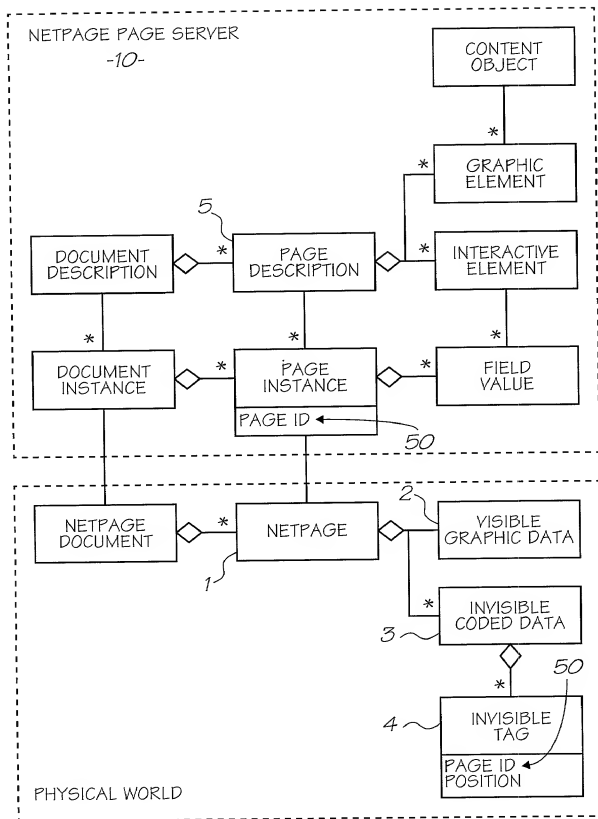 NETPAGE PAGE SERVER
-10-
CONTENT
OBJECT
*
*
GRAPHIC
ELEMENT
5
DOCUMENT
DESCRIPTION
*
PAGE
DESCRIPTION
*
INTERACTIVE
ELEMENT
*
*
*
DOCUMENT
INSTANCE
*
PAGE
INSTANCE
*
FIELD
VALUE
PAGE ID
50
NETPAGE
DOCUMENT
*
NETPAGE
1
2
VISIBLE
GRAPHIC DATA
*
INVISIBLE
CODED DATA
3
*
50
4
INVISIBLE
TAG
PAGE ID
POSITION
PHYSICAL WORLD